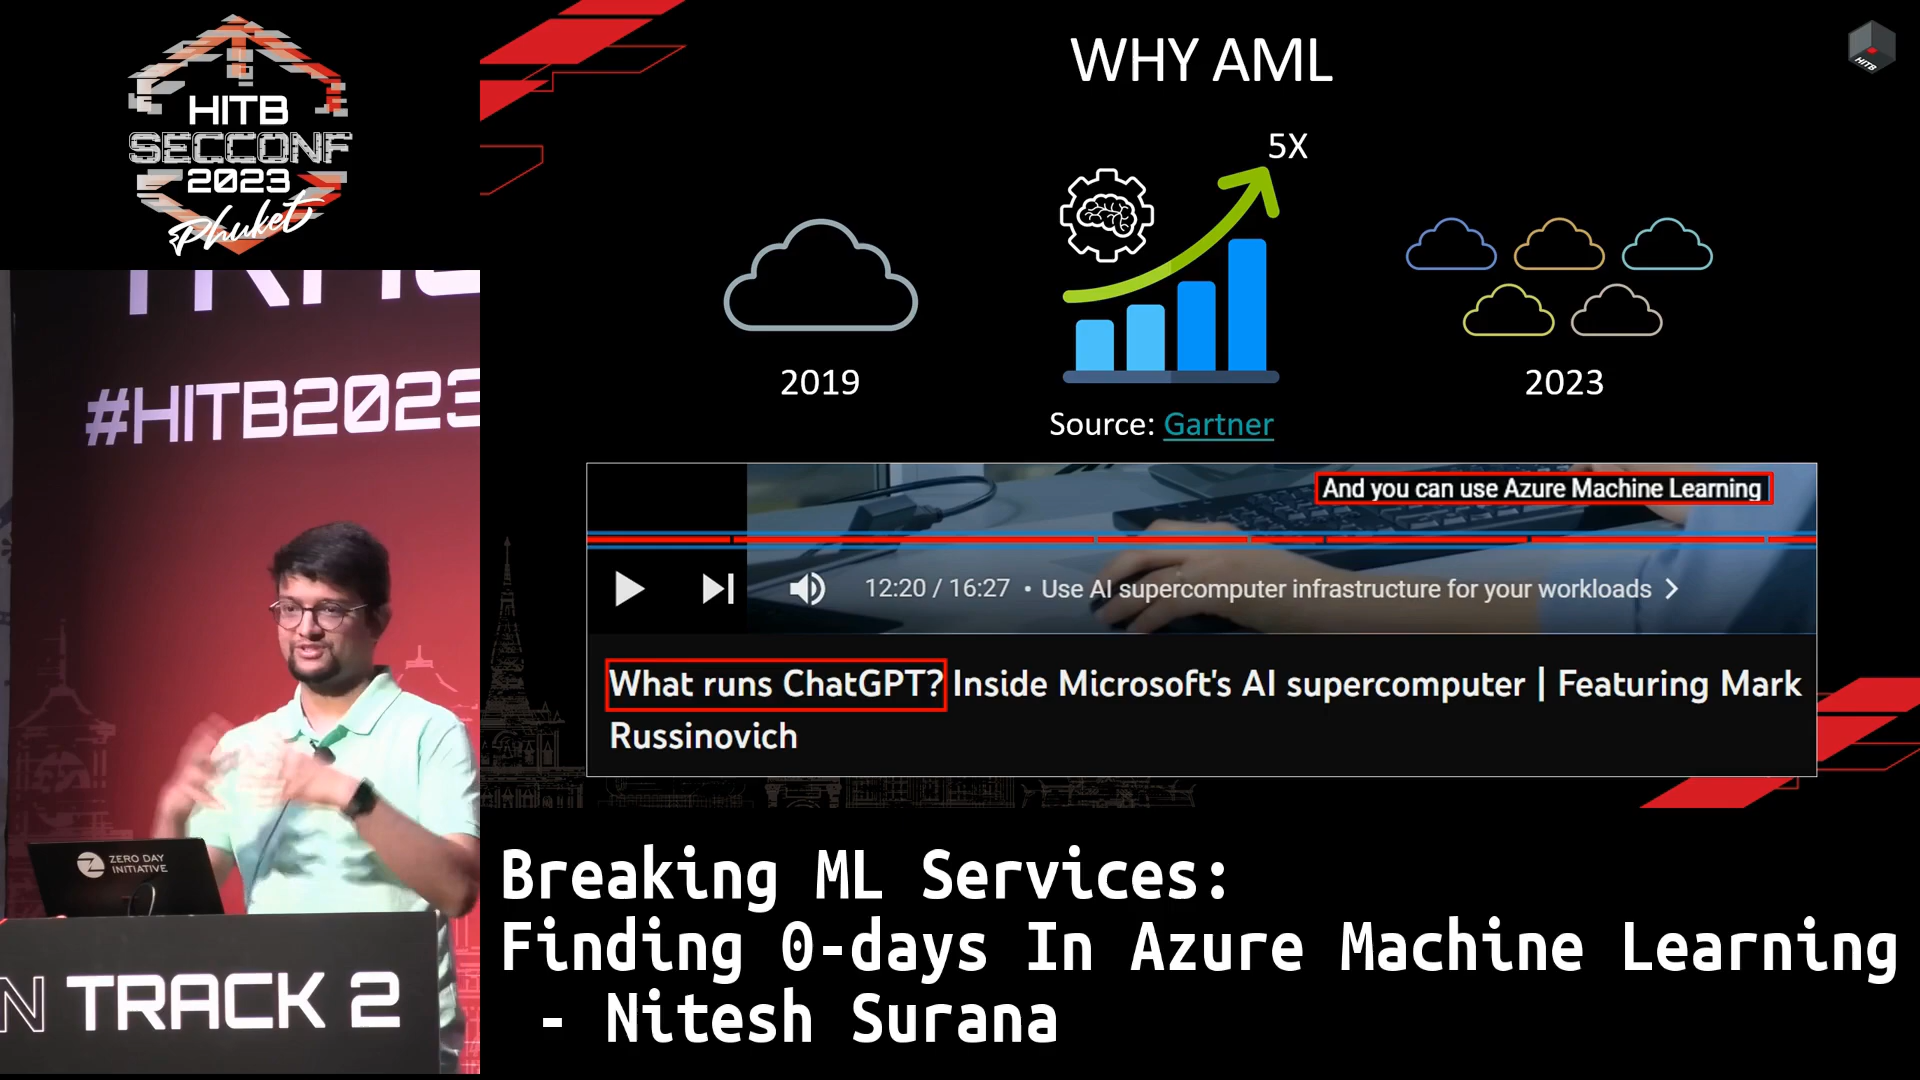 HITB
SECCONF
2023
Phuket
#HITB2023
ZERO DAY
INITIATIVE
N TRACK 2
WHY AML
HITB
5X
2019
2023
Source: Gartner
And you can use Azure Machine Learning
12:20 / 16:27 • Use AI supercomputer infrastructure for your workloads >
What runs ChatGPT? Inside Microsoft's AI supercomputer | Featuring Mark
Russinovich
Breaking ML Services:
Finding 0-days In Azure Machine Learning
- Nitesh Surana